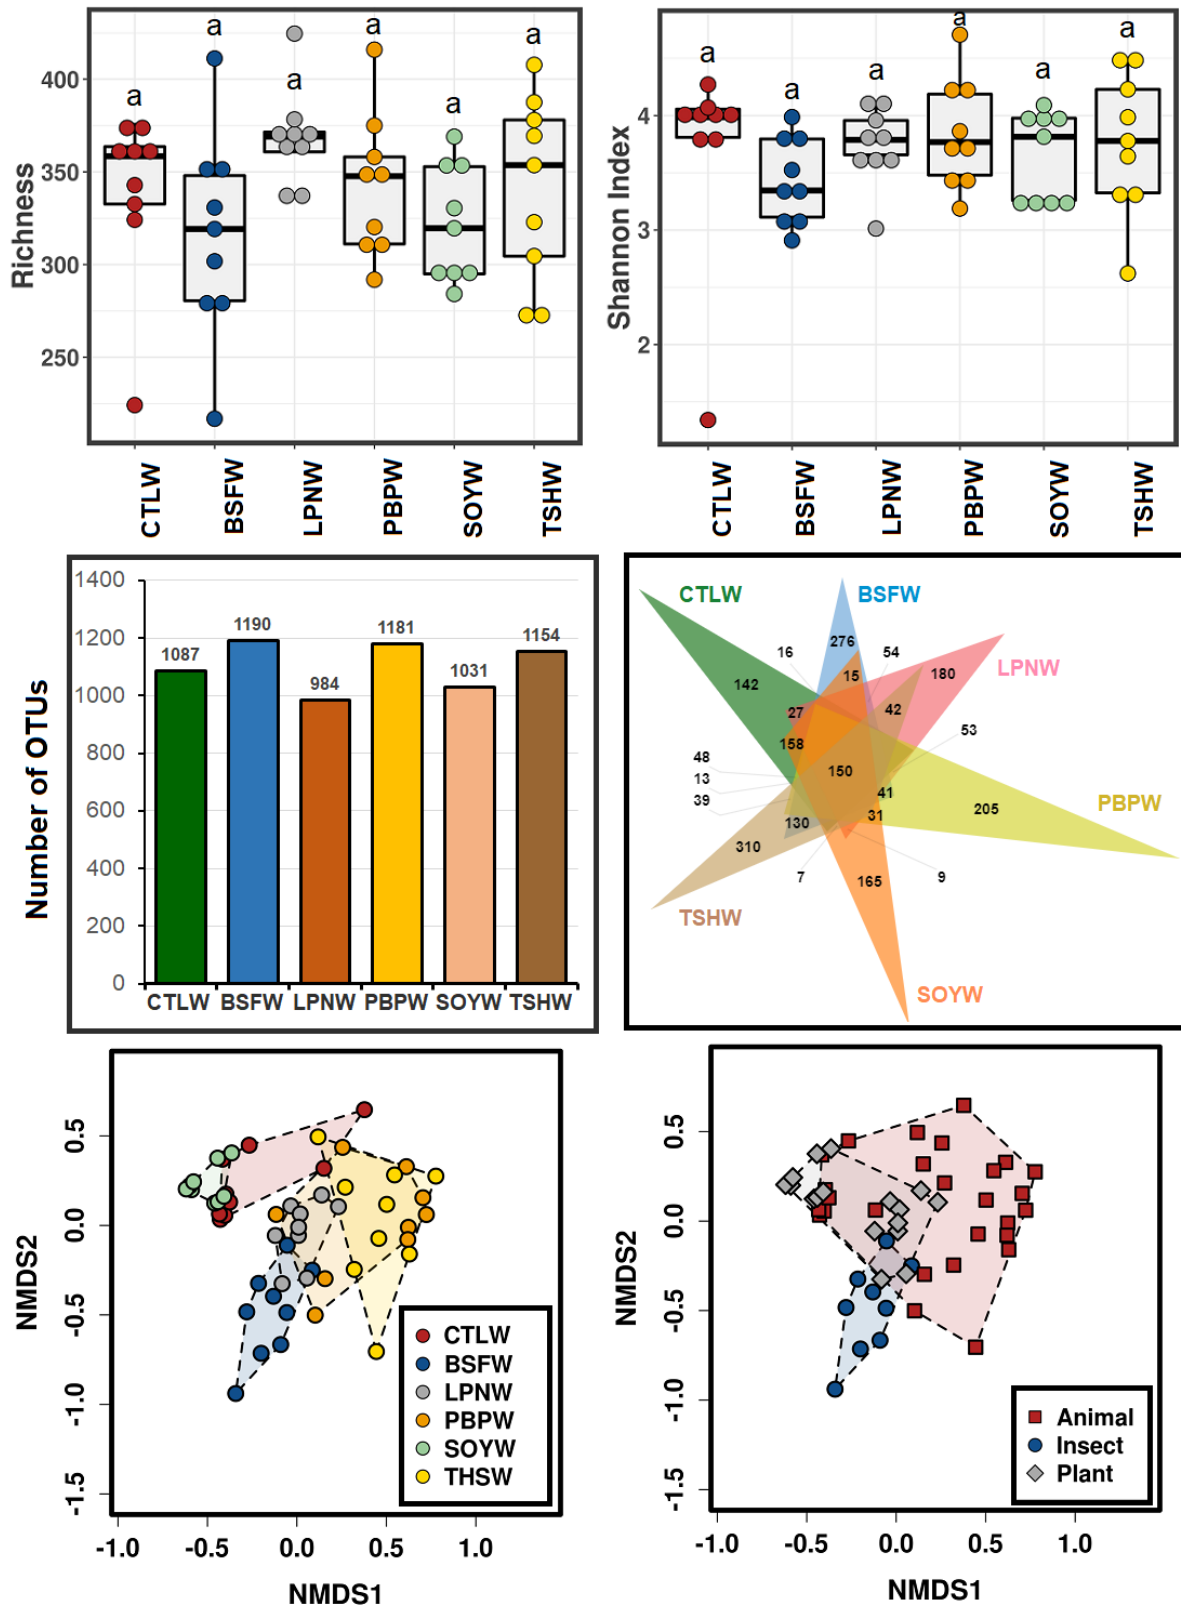 a a a a a a
400
350
300
250
Richness
CTLW BSFW LPNW PBPW SOYW TSHW
a a a a a a
4
3
2
Shannon Index
CTLW BSFW LPNW PBPW SOYW TSHW
1400
1200
1000
800
600
400
200
0
Number of OTUs
1087 1190 984 1181 1031 1154
CTLW BSFW LPNW PBPW SOYW TSHW
CTLW BSFW
16 276 54
LPNW
142 15 180
27 42
53
158
48
13 150
39 41 PBPW
130 31 205
310
7 165 9
TSHW
SOYW
0.5
0.0
-0.5
-1.0
-1.5
NMDS2
CTLW
BSFW
LPNW
PBPW
SOYW
THSW
-1.0 -0.5 0.0 0.5 1.0
NMDS1
0.5
0.0
-0.5
-1.0
-1.5
NMDS2
Animal
Insect
Plant
-1.0 -0.5 0.0 0.5 1.0
NMDS1